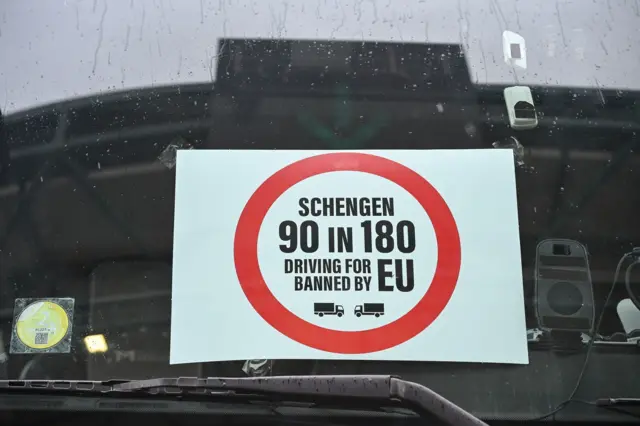 SCHENGEN
90 IN 180
DRIVING FOR
BANNED BY EU